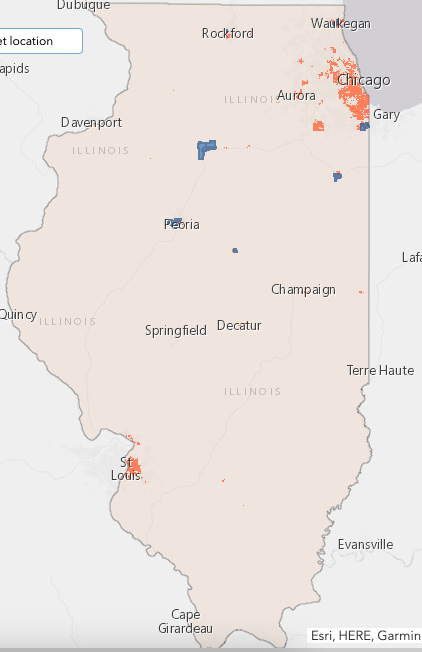 Dubuque
Waukegan
Rockford
et location
apids
Chicago
Aurora
ILLINOIS
Gary
Davenport
ILLINOIS
Peoria
Lafa
Champaign
Quincy
ILLINOIS
Springfield
Decatur
Terre Haute
ILLINOIS
St
Louis
Evansville
Cape
Girardeau
Esri, HERE, Garmin